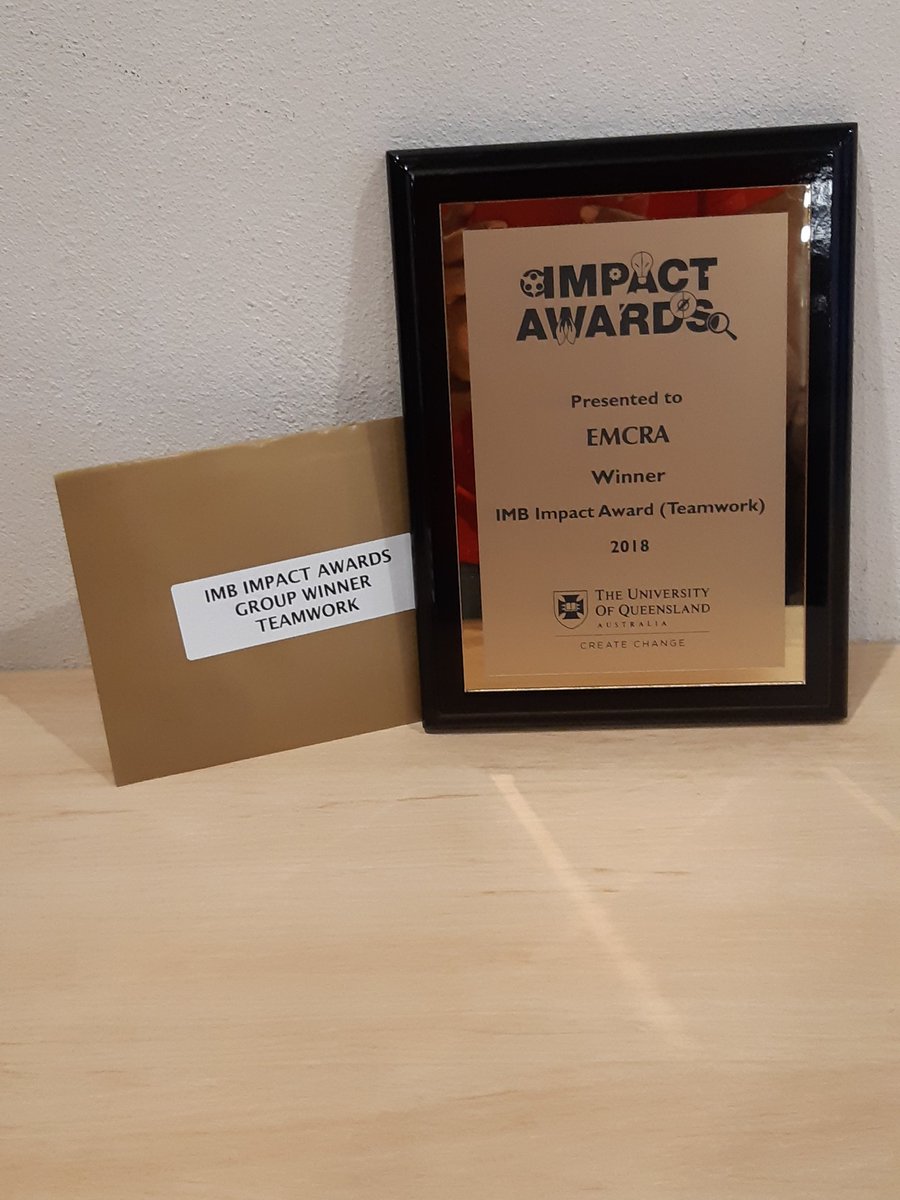 IMB IMPACT AWARDS
GROUP WINNER
TEAMWORK
IMPACT
AWARDS
Presented to
EMCRA
Winner
IMB Impact Award (Teamwork)
2018
THE UNIVERSITY
OF QUEENSLAND
AUSTRALIA
CREATE CHANGE